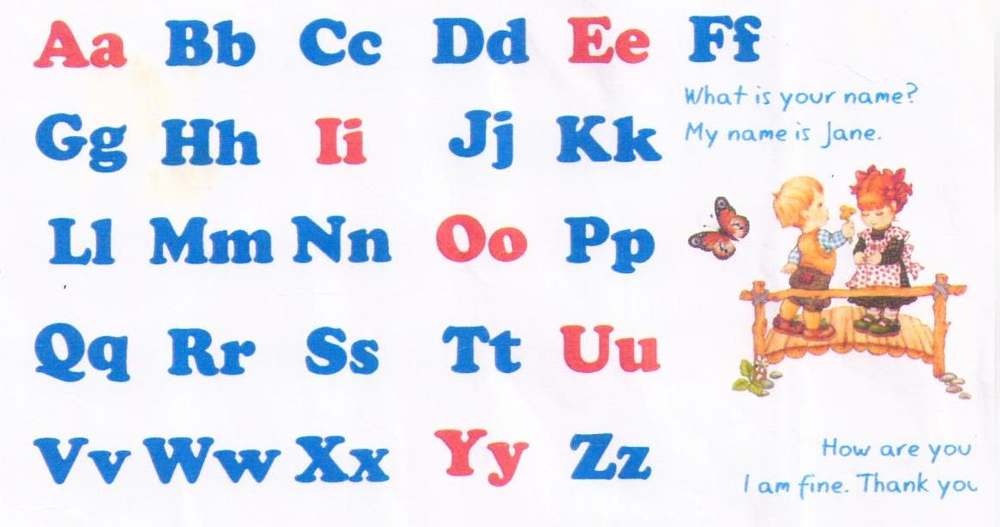 Aa Bb Cc Dd Ee Ff
What is your name?
My name is Jane.
Gg Hh Ii Jj Kk
Ll Mm Nn Oo Pp
Qq Rr Ss Tt Uu
Vv Ww Xx Yy Zz
How are you
I am fine. Thank you